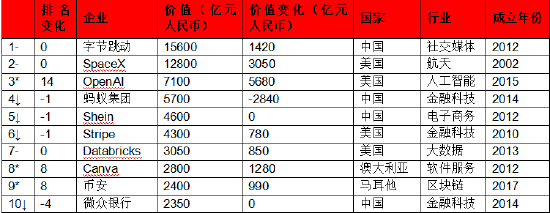 排名变化 企业 价值（亿元人民币） 价值变化（亿元人民币） 国家 行业 成立年份
1- 0 字节跳动 15600 1420 中国 社交媒体 2012
2- 0 SpaceX 12800 3050 美国 航天 2002
3* 14 OpenAI 7100 5680 美国 人工智能 2015
4↓ -1 蚂蚁集团 5700 -2840 中国 金融科技 2014
5↓ -1 Shein 4600 0 中国 电子商务 2012
6↓ -1 Stripe 4300 780 美国 金融科技 2010
7- 0 Databricks 3050 850 美国 大数据 2013
8* 8 Canva 2800 1280 澳大利亚 软件服务 2012
9* 8 币安 2400 990 马耳他 区块链 2017
10↓ -4 微众银行 2350 0 中国 金融科技 2014